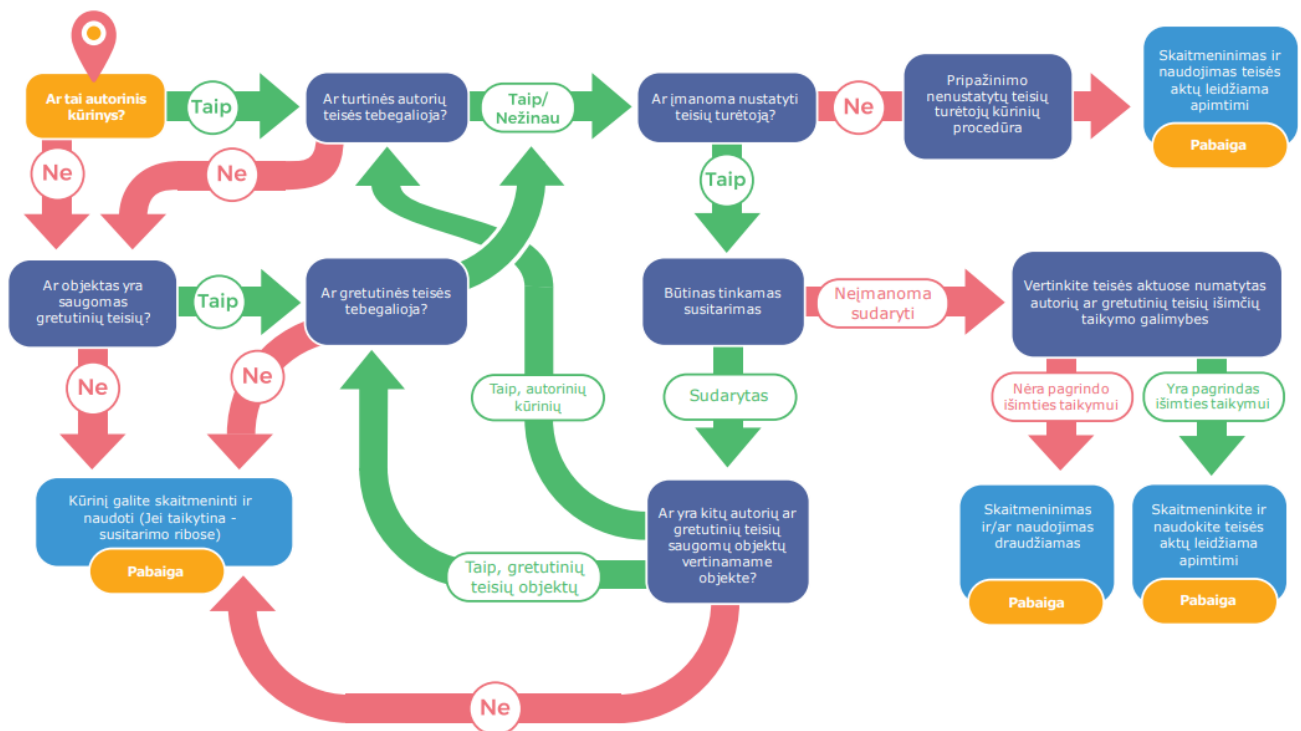 Ar tai autorinis
kūrinys?
Taip
Ar turtinės autorių
teisės tebegalioja?
Taip/
Nežinau
Ar įmanoma nustatyti
teisių turėtoją?
Ne
Pripažinimo
nenustatytų teisių
turėtojų kūrinių
procedūra
Skaitmeninimas ir
naudojimas teisės
aktų leidžiama
apimtimi
Pabaiga
Ne
Ne
Taip
Ar objektas yra
saugomas
gretutinių teisių?
Taip
Ar gretutinės teisės
tebegalioja?
Būtinas tinkamas
susitarimas
Neįmanoma
sudaryti
Vertinkite teisės aktuose numatytas
autorių ar gretutinių teisių išimčių
taikymo galimybes
Ne
Ne
Taip, autorinių
kūrinių
Sudarytas
Nėra pagrindo
išimties taikymui
Yra pagrindas
išimties taikymui
Kūrinį galite skaitmeninti ir
naudoti (Jei taikytina -
susitarimo ribose)
Pabaiga
Taip, gretutinių
teisių objektų
Ar yra kitų autorių ar
gretutinių teisių
saugomų objektų
vertinamame
objekte?
Skaitmeninimas
ir/ar naudojimas
draudžiamas
Pabaiga
Skaitmeninkite ir
naudokite teisės
aktų leidžiama
apimtimi
Pabaiga
Ne